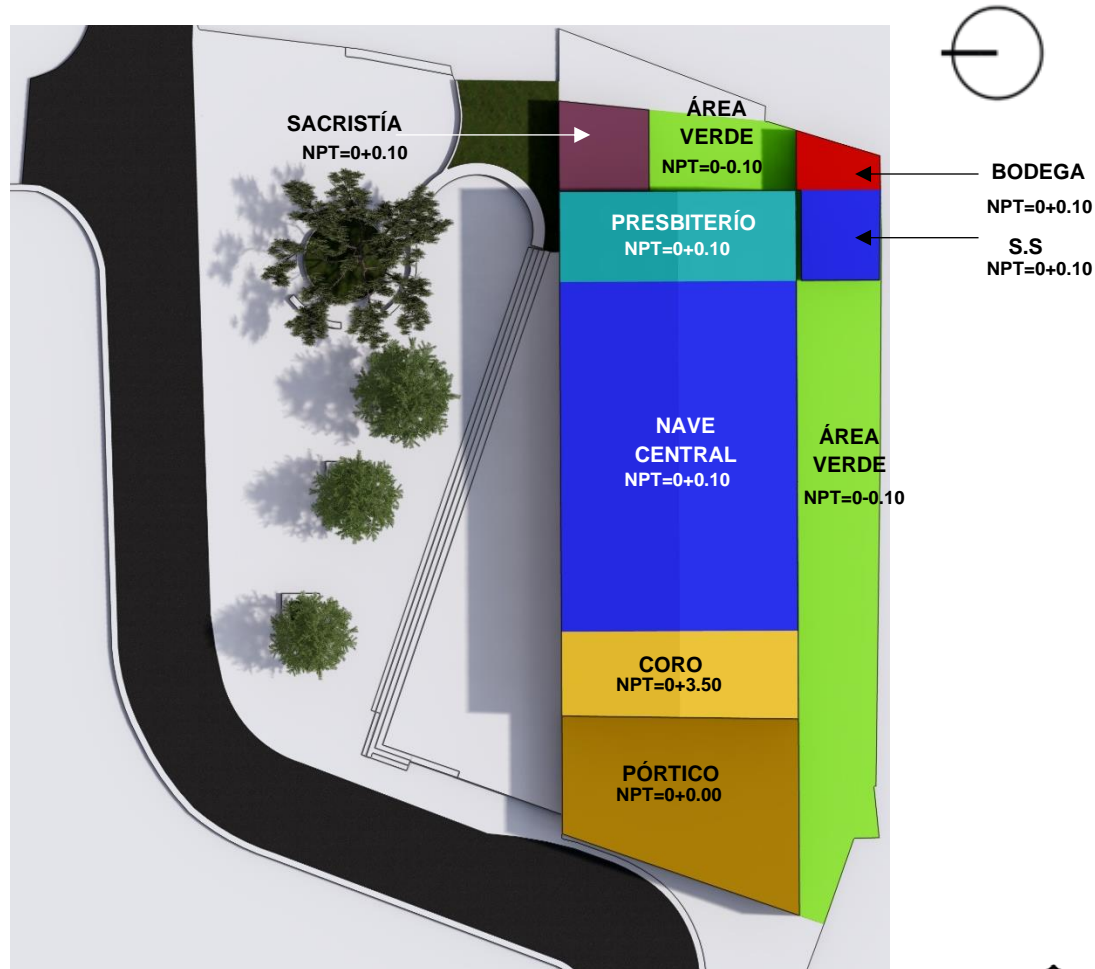 SACRISTÍA
NPT=0+0.10
ÁREA
VERDE
NPT=0-0.10
BODEGA
NPT=0+0.10
S.S
NPT=0+0.10
PRESBITERÍO
NPT=0+0.10
NAVE
CENTRAL
NPT=0+0.10
ÁREA
VERDE
NPT=0-0.10
CORO
NPT=0+3.50
PÓRTICO
NPT=0+0.00